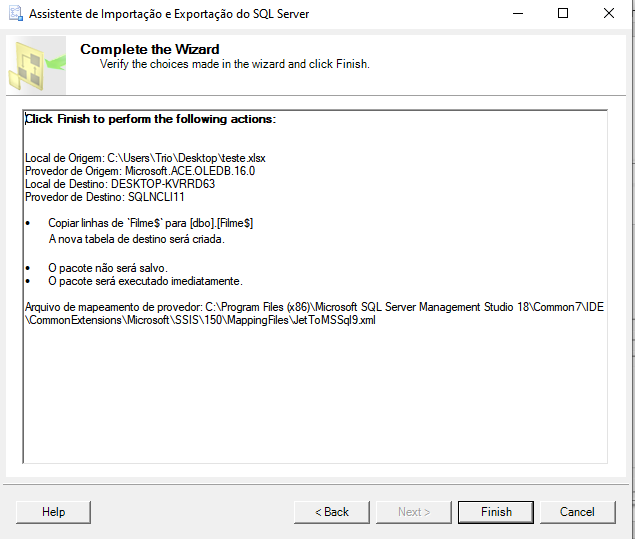 Assistente de Importação e Exportação do SQL Server
Complete the Wizard
Verify the choices made in the wizard and click Finish.
Click Finish to perform the following actions:
Local de Origem: C:\Users\Trio\Desktop\teste.xlsx
Provedor de Origem: Microsoft.ACE.OLEDB.16.0
Local de Destino: DESKTOP-KVRRD63
Provedor de Destino: SQLNCLI11
• Copiar linhas de `Filme$` para [dbo].[Filme$]
A nova tabela de destino será criada.
• O pacote não será salvo.
• O pacote será executado imediatamente.
Arquivo de mapeamento de provedor: C:\Program Files (x86)\Microsoft SQL Server Management Studio 18\Common7\IDE
\CommonExtensions\Microsoft\SSIS\150\MappingFiles\JetToMSSql9.xml
Help
< Back
Next >
Finish
Cancel